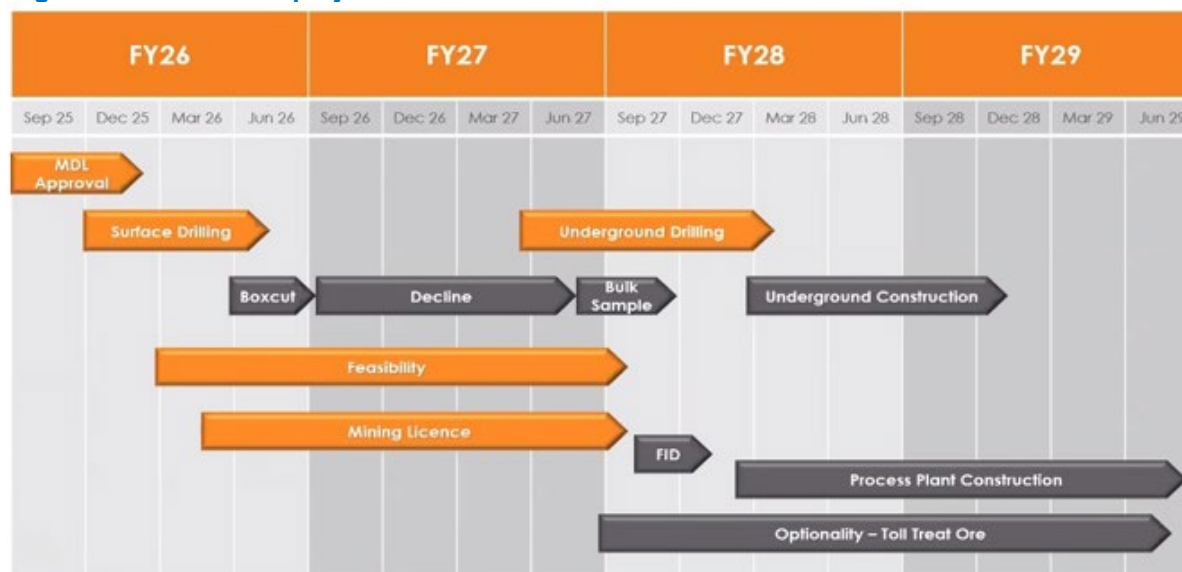 FY26 FY27 FY28 FY29
Sep 25 Dec 25 Mar 26 Jun 26 Sep 26 Dec 26 Mar 27 Jun 27 Sep 27 Dec 27 Mar 28 Jun 28 Sep 28 Dec 28 Mar 29 Jun 29
MDL
Approval
Surface Drilling Underground Drilling
Boxcut Decline Bulk
Sample Underground Construction
Feasibility
Mining Licence
FID
Process Plant Construction
Optionality – Toll Treat Ore